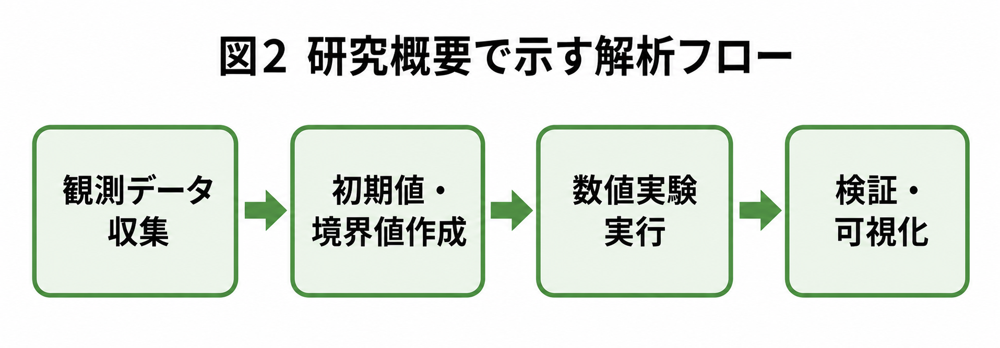 図2 研究概要で示す解析フロー
観測データ
収集
初期値・
境界値作成
数値実験
実行
検証・
可視化